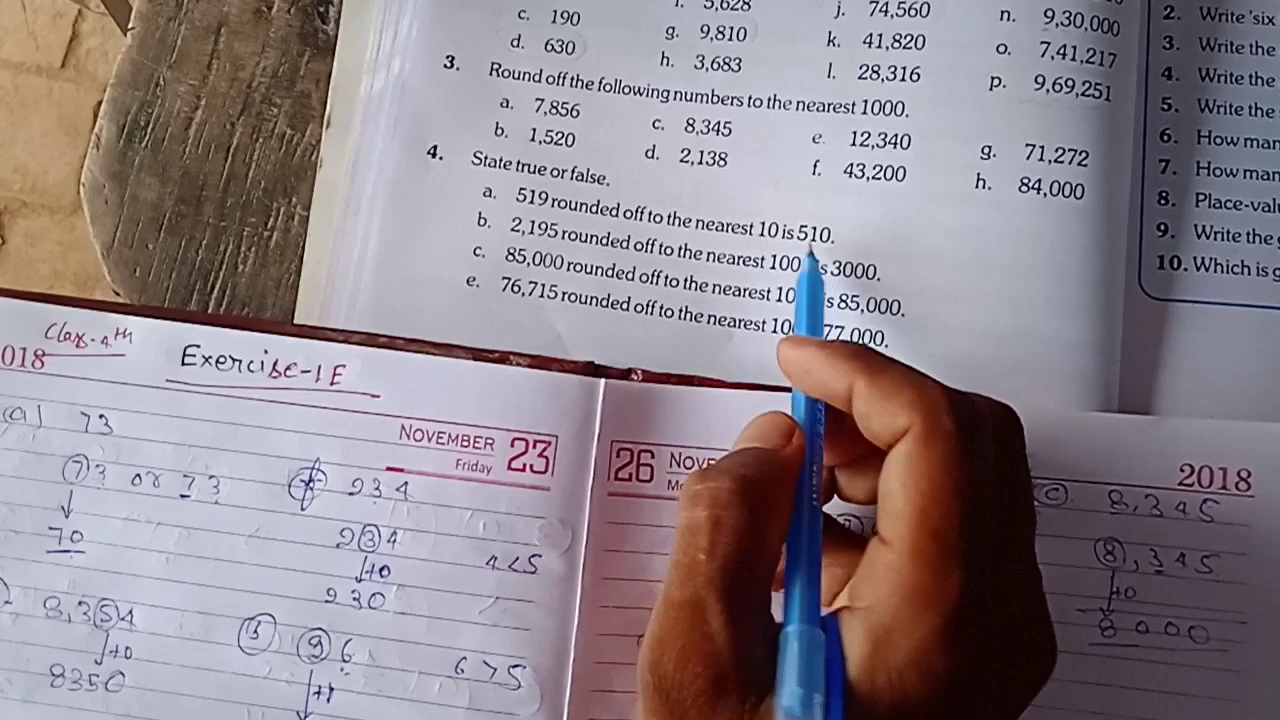 c. 190
d. 630
5,628
g. 9,810
h. 3,683
j. 74,560
k. 41,820
l. 28,316
n. 9,30,000
o. 7,41,217
p. 9,69,251
3. Round off the following numbers to the nearest 1000.
a. 7,856
b. 1,520
c. 8,345
d. 2,138
e. 12,340
f. 43,200
g. 71,272
h. 84,000
4. State true or false.
a. 519 rounded off to the nearest 10 is 510.
b. 2,195 rounded off to the nearest 100 is 3000.
c. 85,000 rounded off to the nearest 10 is 85,000.
e. 76,715 rounded off to the nearest 10 77,000.
2. Write 'six
3. Write the
4. Write the
5. Write the
6. How man
7. How man
8. Place-valu
9. Write the
10. Which is g
018
Class-4th
Exercise-1E
NOVEMBER 23
Friday
(a) 73
73 or 73
70
8,354
+0
8350
f 234
234
+0
4<5
230
3 96
+1
6>5
26 NOVE
2018
c 8,345
8,345
+0
8000